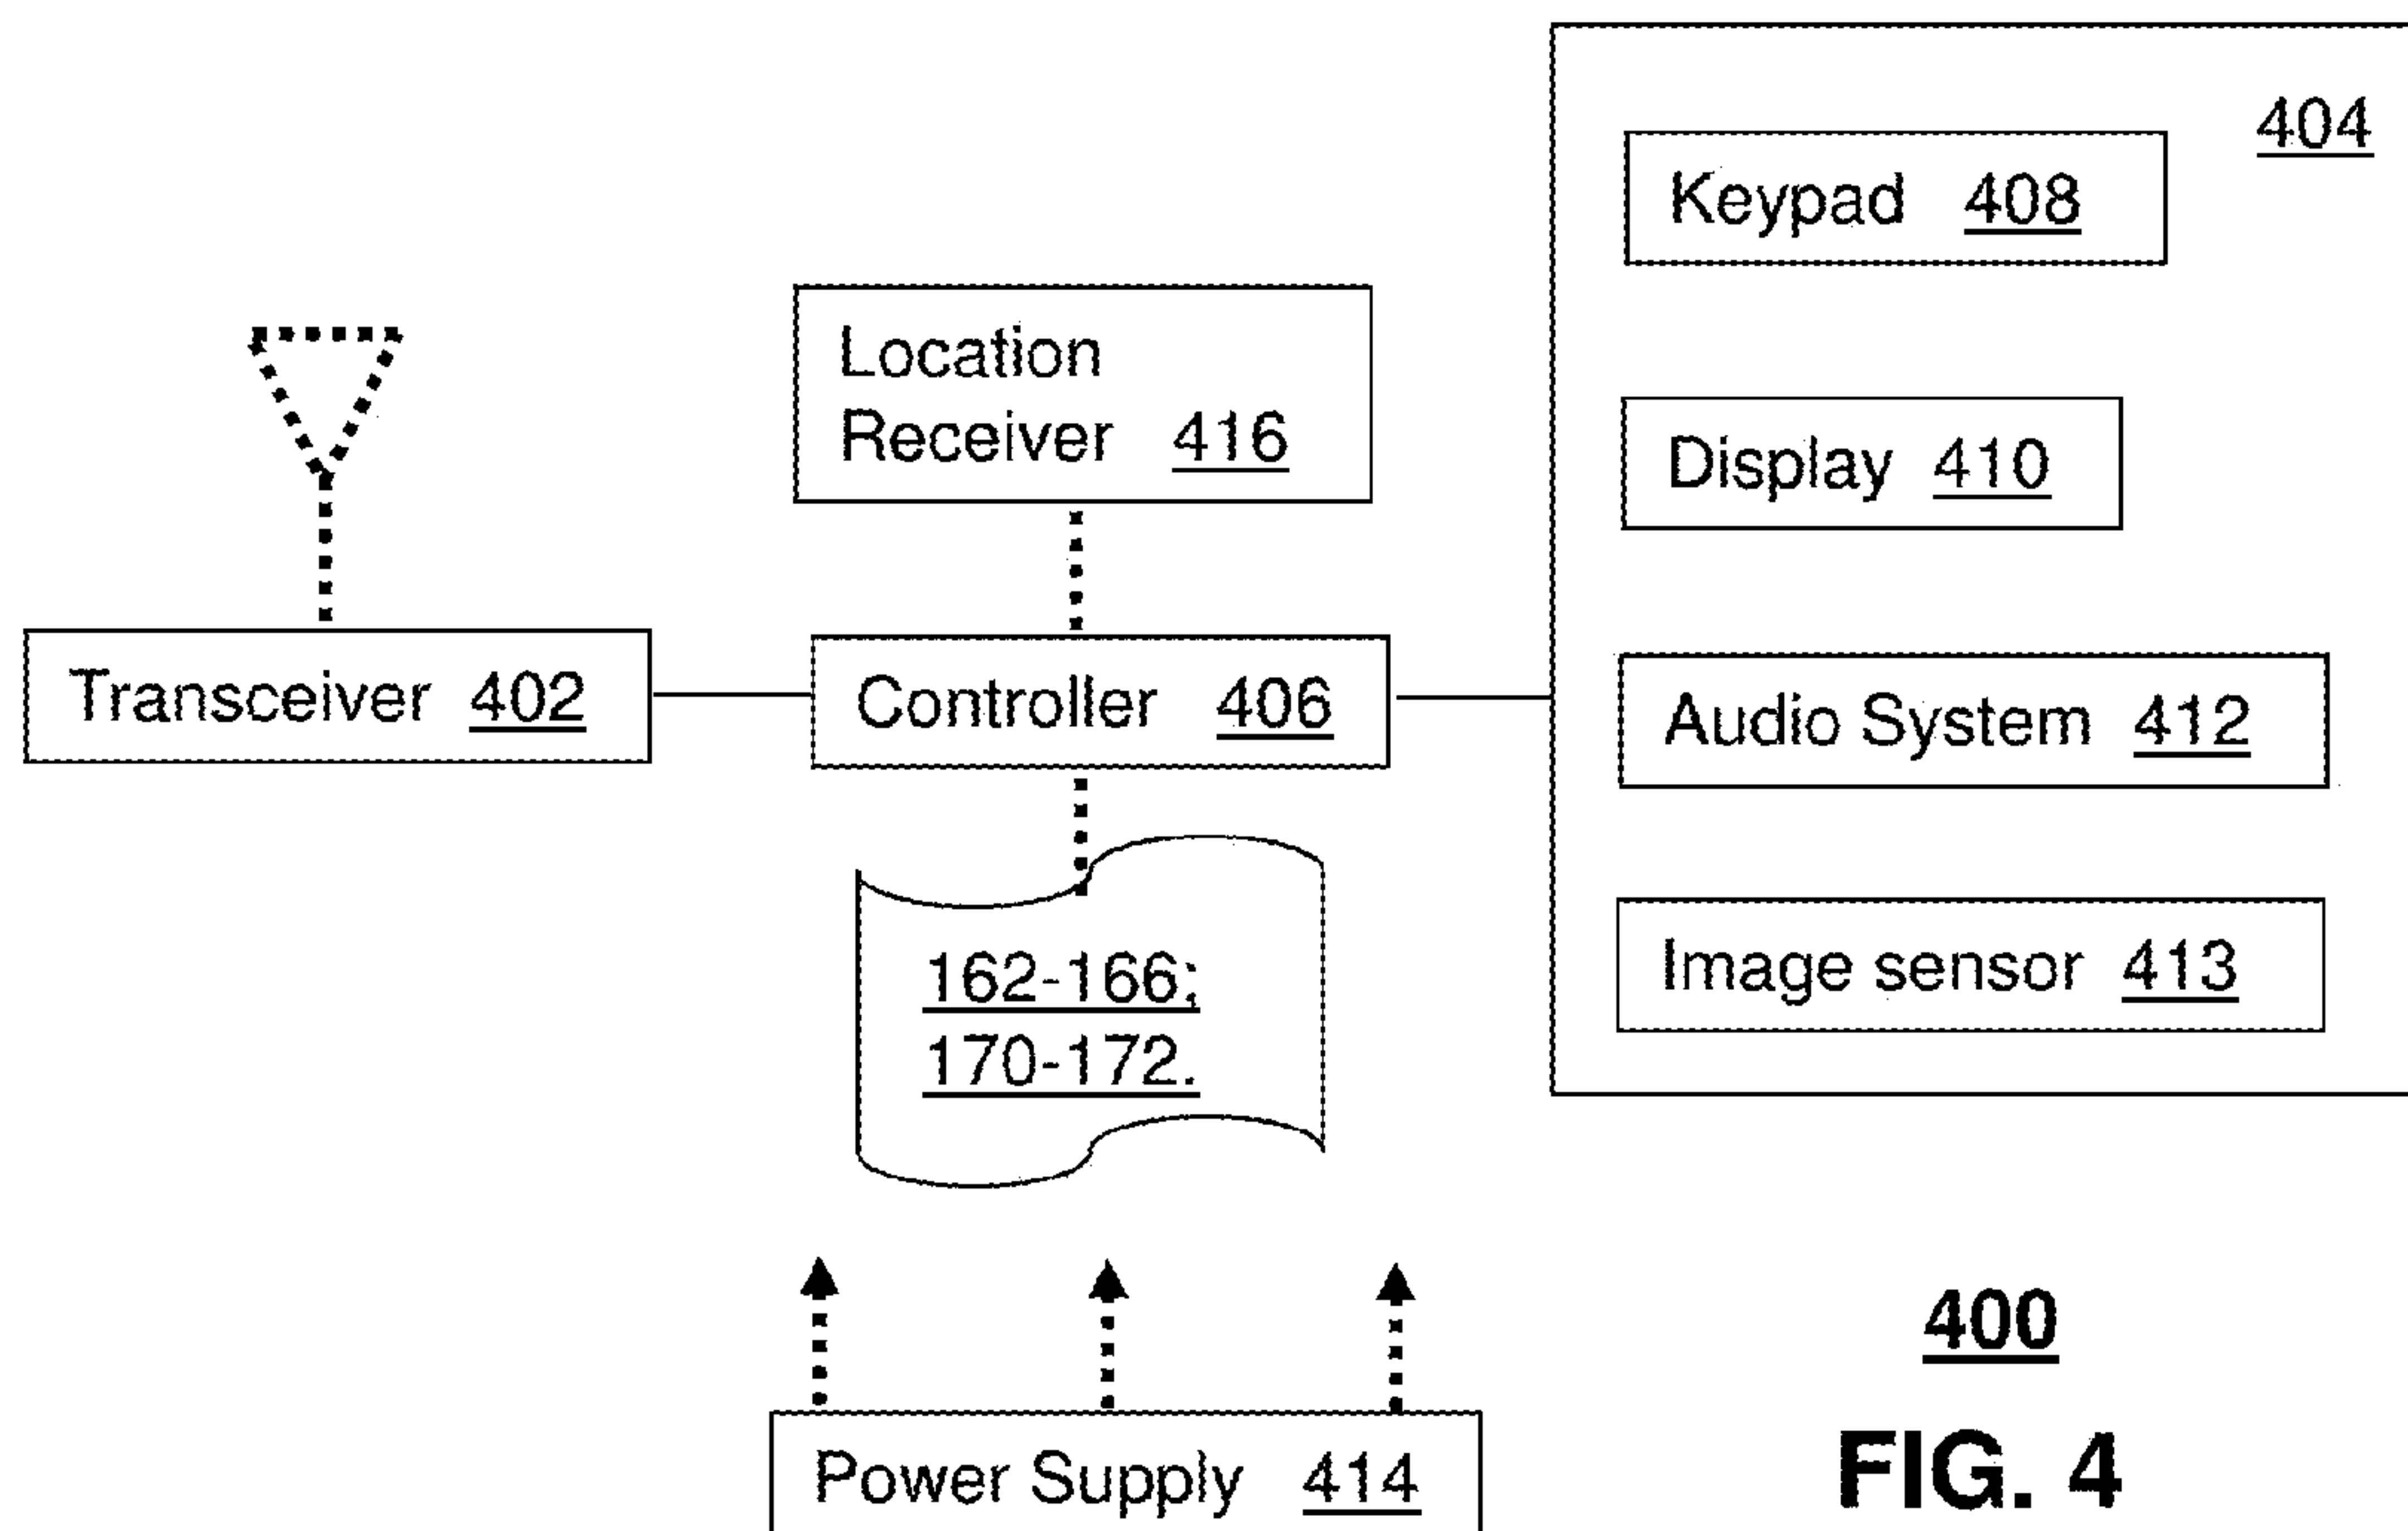 404
Keypad 408
Location
Receiver 416
Display 410
Transceiver 402
Controller 406
Audio System 412
162-166;
170-172.
Image sensor 413
Power Supply 414
400
FIG. 4